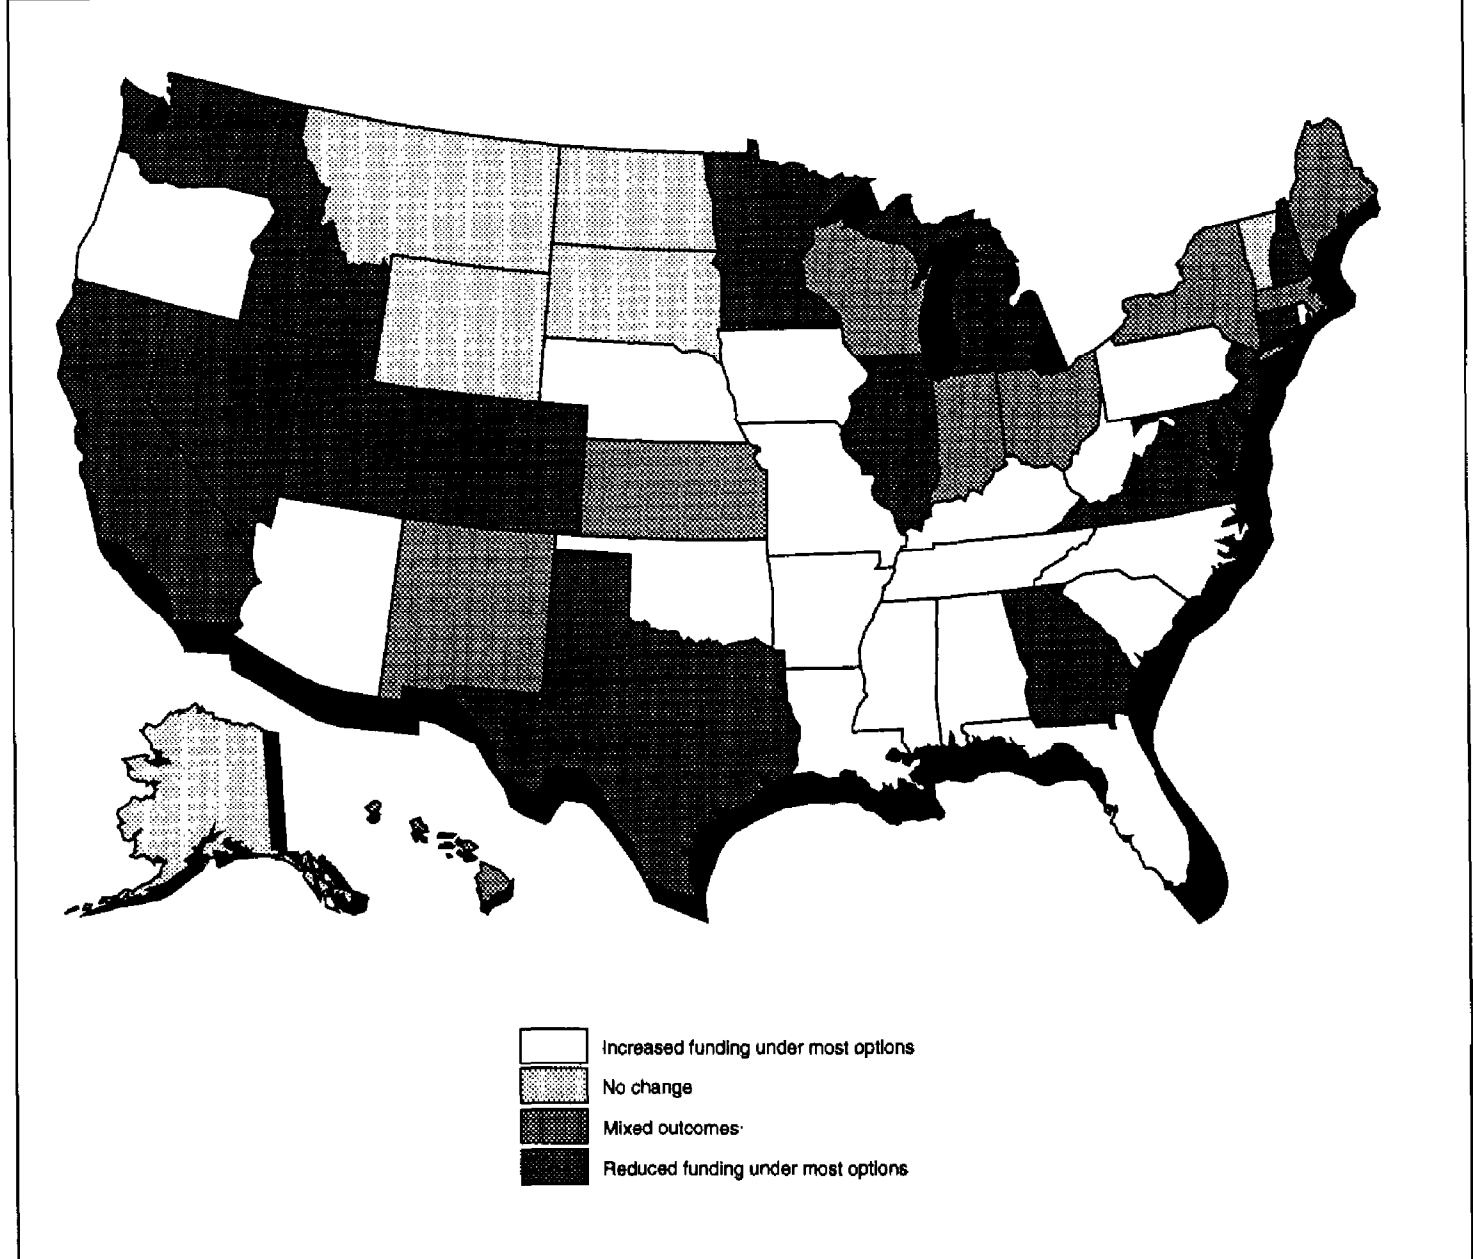 Increased funding under most options
No change
Mixed outcomes
Reduced funding under most options